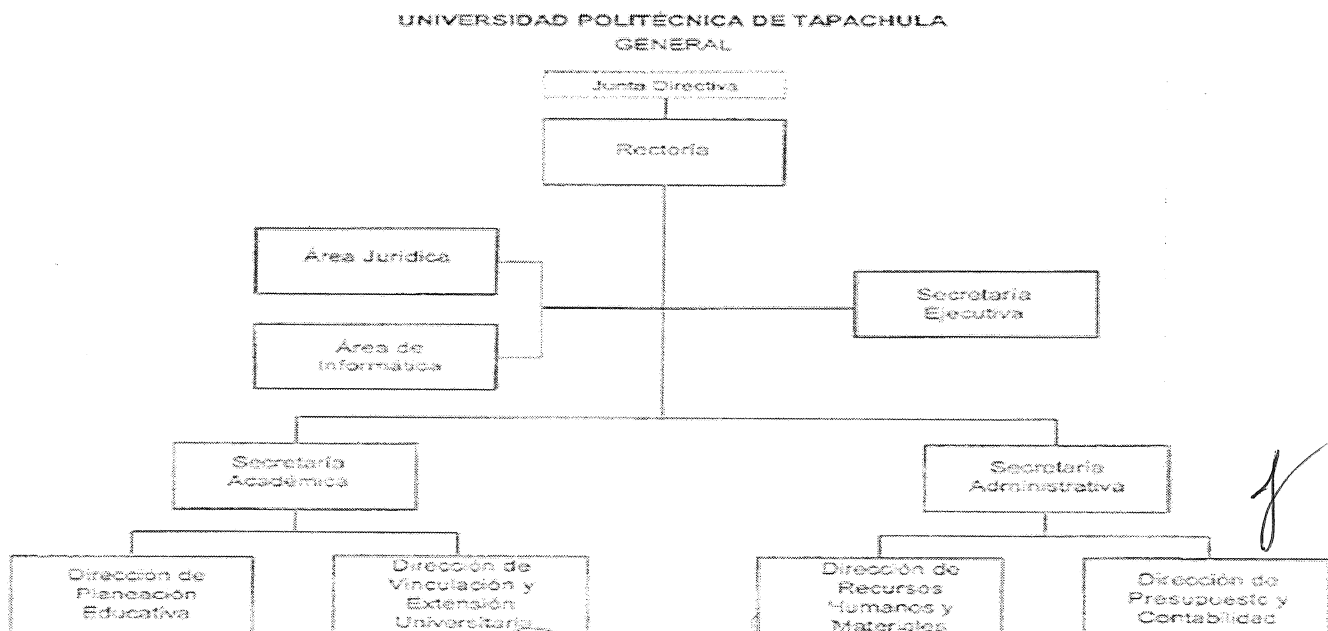 UNIVERSIDAD POLITÉCNICA DE TAPACHULA
GENERAL
Junta Directiva
Rectoría
Área Jurídica
Secretaría
Ejecutiva
Área de
Informática
Secretaría
Académica
Secretaría
Administrativa
Dirección de
Planeación
Educativa
Dirección de
Vinculación y
Extensión
Universitaria
Dirección de
Recursos
Humanos y
Materiales
Dirección de
Presupuesto y
Contabilidad